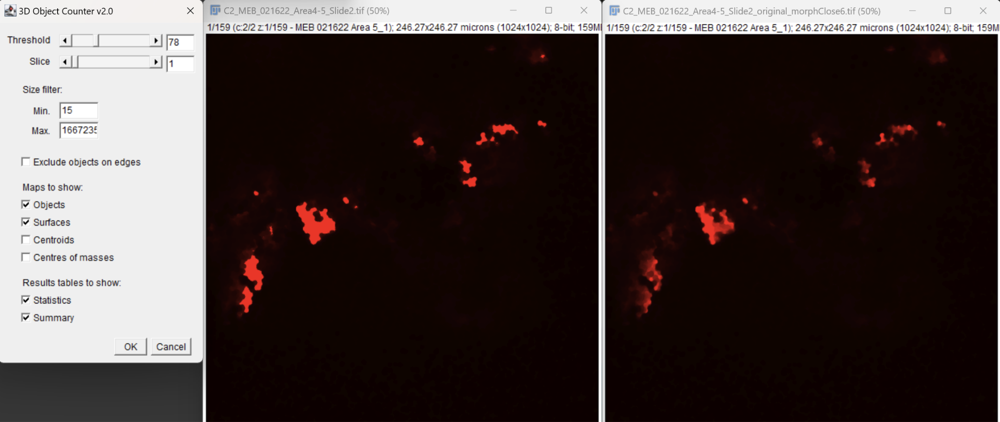 3D Object Counter v2.0
Threshold
78
Slice
1
Size filter:
Min.
15
Max.
1667235
Exclude objects on edges
Maps to show:
Objects
Surfaces
Centroids
Centres of masses
Results tables to show:
Statistics
Summary
OK
Cancel
C2_MEB_021622_Area4-5_Slide2.tif (50%)
1/159 (c:2/2 z:1/159 - MEB 021622 Area 5_1); 246.27x246.27 microns (1024x1024); 8-bit; 159M
C2_MEB_021622_Area4-5_Slide2_original_morphClose6.tif (50%)
1/159 (c:2/2 z:1/159 - MEB 021622 Area 5_1); 246.27x246.27 microns (1024x1024); 8-bit; 159M